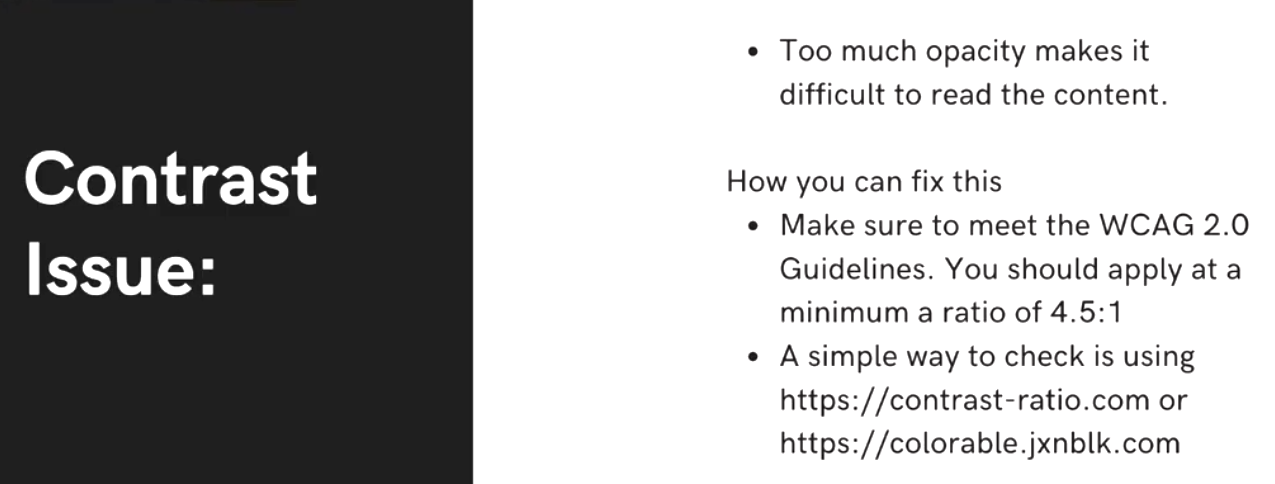 Contrast
Issue:
• Too much opacity makes it
difficult to read the content.
How you can fix this
• Make sure to meet the WCAG 2.0
Guidelines. You should apply at a
minimum a ratio of 4.5:1
• A simple way to check is using
https://contrast-ratio.com or
https://colorable.jxnblk.com